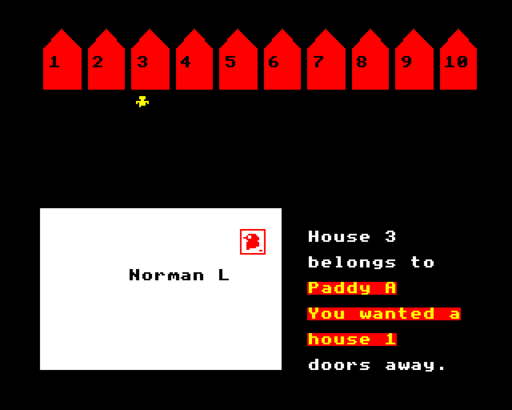 1 2 3 4 5 6 7 8 9 10
Norman L
House 3
belongs to
Paddy A
You wanted a
house 1
doors away.